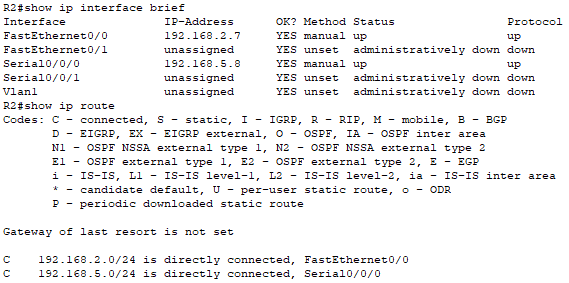 R2#show ip interface brief
Interface IP-Address OK? Method Status Protocol
FastEthernet0/0 192.168.2.7 YES manual up up
FastEthernet0/1 unassigned YES unset administratively down down
Serial0/0/0 192.168.5.8 YES manual up up
Serial0/0/1 unassigned YES unset administratively down down
Vlan1 unassigned YES unset administratively down down
R2#show ip route
Codes: C - connected, S - static, I - IGRP, R - RIP, M - mobile, B - BGP
D - EIGRP, EX - EIGRP external, O - OSPF, IA - OSPF inter area
N1 - OSPF NSSA external type 1, N2 - OSPF NSSA external type 2
E1 - OSPF external type 1, E2 - OSPF external type 2, E - EGP
i - IS-IS, L1 - IS-IS level-1, L2 - IS-IS level-2, ia - IS-IS inter area
* - candidate default, U - per-user static route, o - ODR
P - periodic downloaded static route
Gateway of last resort is not set
C 192.168.2.0/24 is directly connected, FastEthernet0/0
C 192.168.5.0/24 is directly connected, Serial0/0/0